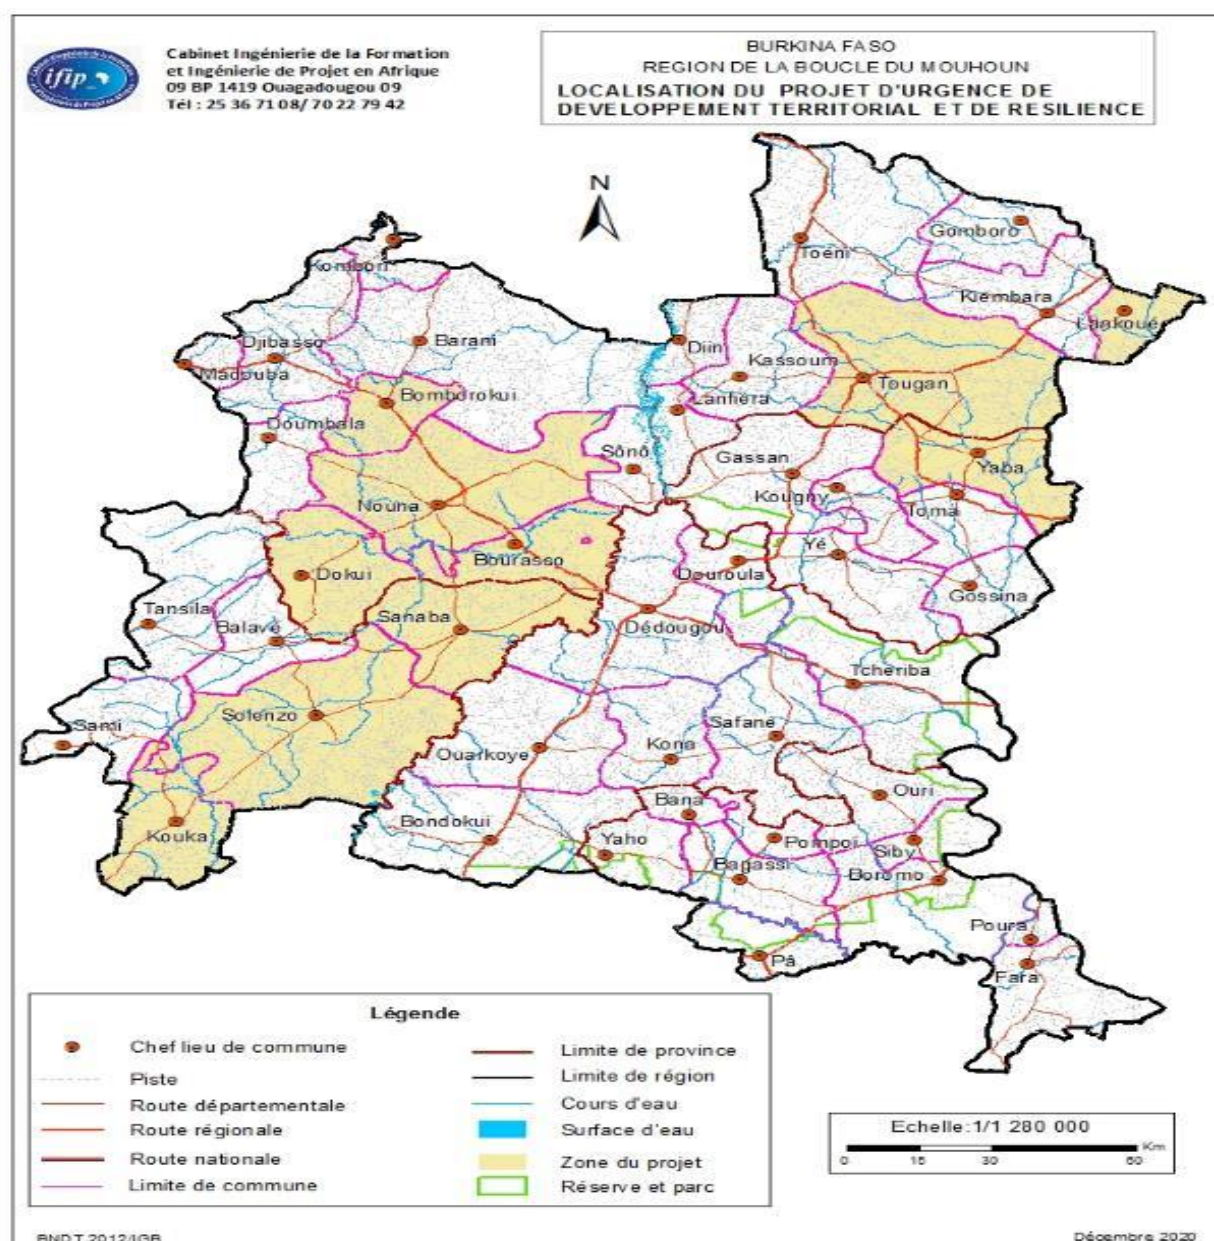 ifip
Cabinet Ingénierie de la Formation
et Ingénierie de Projet en Afrique
09 BP 1419 Ouagadougou 09
Tél : 25 36 71 08/ 70 22 79 42
BURKINA FASO
REGION DE LA BOUCLE DU MOUHOUN
LOCALISATION DU PROJET D'URGENCE DE
DEVELOPPEMENT TERRITORIAL ET DE RESILIENCE
N
Gomboro
Toéni
Kombori
Kiembara
Lankoué
Djibasso
Barani
Diin
Kassoum
Madouba
Tougan
Bomborokui
Lanfiéra
Doumbala
Sônô
Gassan
Yaba
Kougny
Nouna
Toma
Yé
Bourasso
Dokui
Douroula
Gossina
Tansila
Sanaba
Balavé
Dédougou
Tchériba
Solenzo
Safané
Sami
Ouarkoye
Kona
Ouri
Bana
Kouka
Bondokui
Yaho
Pompoï
Siby
Bagassi
Boromo
Poura
Pâ
Fara
Légende
Chef lieu de commune
Piste
Route départementale
Route régionale
Route nationale
Limite de commune
Limite de province
Limite de région
Cours d'eau
Surface d'eau
Zone du projet
Réserve et parc
Echelle:1/1 280 000
Km
0 15 30 60
BNDT 2012/IGB
Décembre 2020